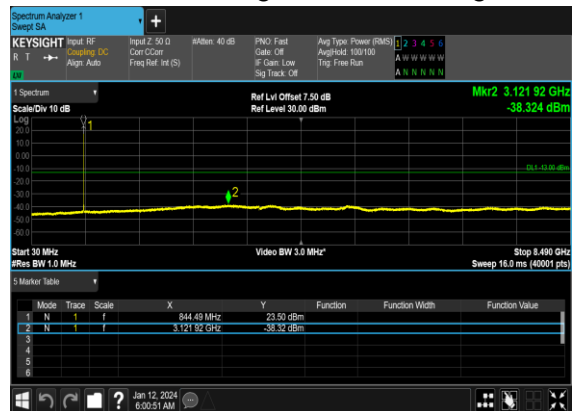 Spectrum Analyzer 1
Swept SA
KEYSIGHT Input: RF Input Z: 50 Ω #Atten: 40 dB PNO: Fast Avg Type: Power (RMS) 1 2 3 4 5 6
R T Coupling: DC Corr CCorr Gate: Off Avg|Hold: 100/100 A W W W W W
Align: Auto Freq Ref: Int (S) IF Gain: Low Trig: Free Run
LW Sig Track: Off A N N N N N
1 Spectrum Ref Lvl Offset 7.50 dB Mkr2 3.121 92 GHz
Scale/Div 10 dB Ref Level 30.00 dBm -38.324 dBm
Log
20.0 1
10.0
0.00
-10.0 DL1 -13.00 dBm
-20.0
-30.0 2
-40.0
-50.0
-60.0
Start 30 MHz Video BW 3.0 MHz* Stop 8.490 GHz
#Res BW 1.0 MHz Sweep 16.0 ms (40001 pts)
5 Marker Table
Mode Trace Scale X Y Function Function Width Function Value
1 N 1 f 844.49 MHz 23.50 dBm
2 N 1 f 3.121 92 GHz -38.32 dBm
3
4
5
6
? Jan 12, 2024
6:00:51 AM